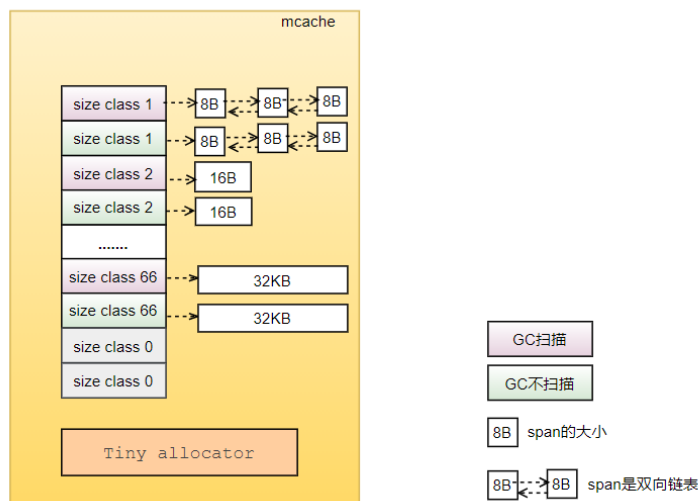 mcache
size class 1 8B 8B 8B
size class 1 8B 8B 8B
size class 2 16B
size class 2 16B
.......
size class 66 32KB
size class 66 32KB
size class 0
size class 0
Tiny allocator
GC扫描
GC不扫描
8B span的大小
8B 8B span是双向链表